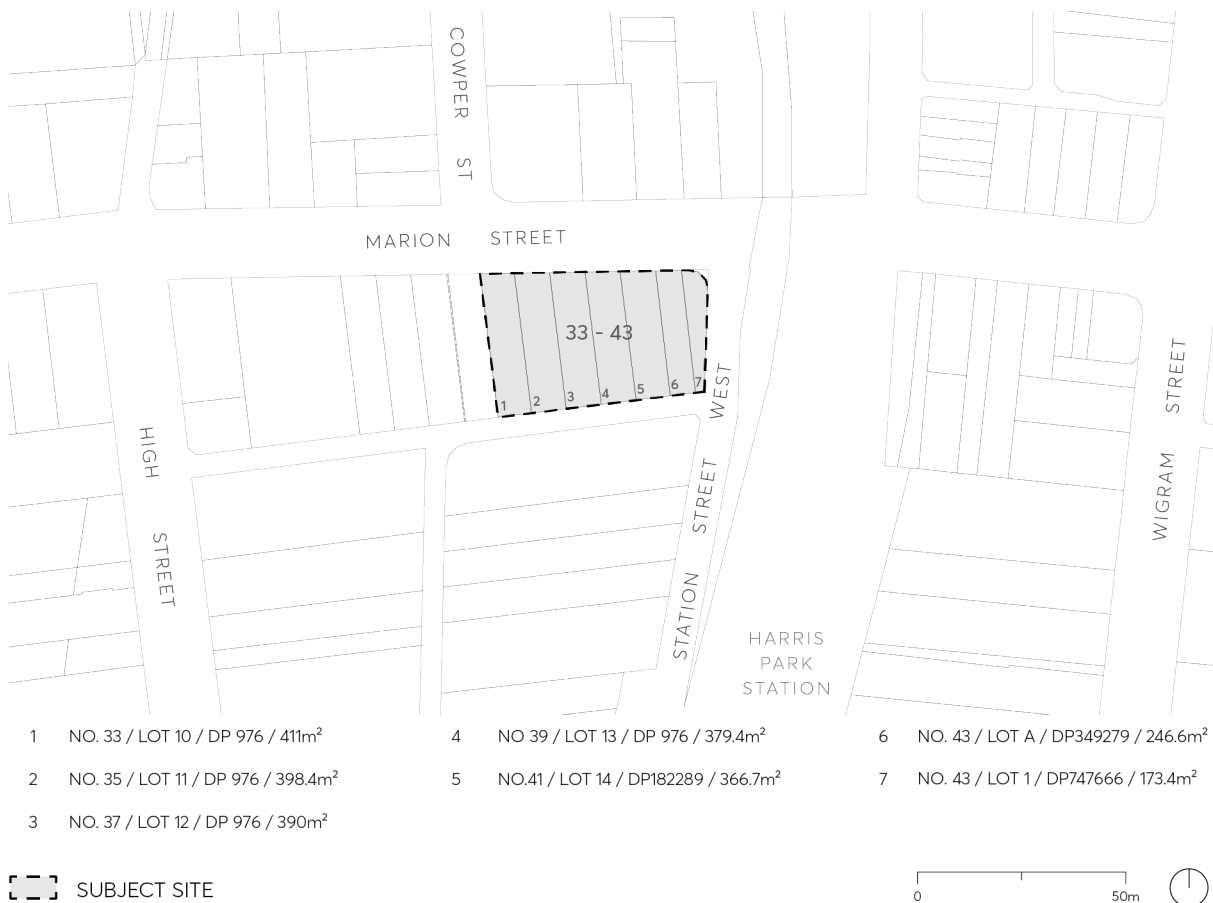 COWPER ST
MARION STREET
33 - 43
1
2
3
4
5
6
7
HIGH STREET
STATION STREET WEST
WIGRAM STREET
HARRIS
PARK
STATION
1 NO. 33 / LOT 10 / DP 976 / 411m²
2 NO. 35 / LOT 11 / DP 976 / 398.4m²
3 NO. 37 / LOT 12 / DP 976 / 390m²
4 NO 39 / LOT 13 / DP 976 / 379.4m²
5 NO.41 / LOT 14 / DP182289 / 366.7m²
6 NO. 43 / LOT A / DP349279 / 246.6m²
7 NO. 43 / LOT 1 / DP747666 / 173.4m²
SUBJECT SITE
0 50m